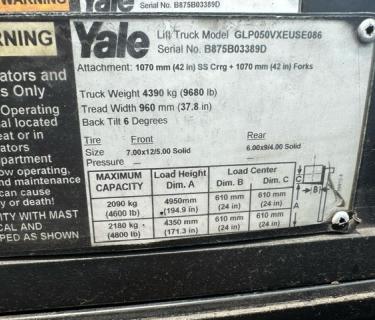 WARNING
Serial No. B875B03389D
RNING
Yale
Lift Truck Model GLP050VXEUSE086
Serial No. B875B03389D
Attachment: 1070 mm (42 in) SS Crrg + 1070 mm (42 in) Forks
Truck Weight 4390 kg (9680 lb)
Tread Width 960 mm (37.8 in)
Back Tilt 6 Degrees
Tire Front Rear
Size 7.00x12/5.00 Solid 6.00x9/4.00 Solid
Pressure –
MAXIMUM CAPACITY
Load Height Dim. A
Load Center
Dim. B Dim. C
2090 kg (4600 lb) 4950mm (194.9 in) 610 mm (24 in) 610 mm (24 in)
2180 kg (4800 lb) 4350 mm (171.3 in) 610 mm (24 in) 610 mm (24 in)
C
B
A
ators and
s Only
Operating
al located
eat or in
ators
partment
ow operating,
nd maintenance
an cause
y or death!
WITH MAST
CAL AND
PED AS SHOWN